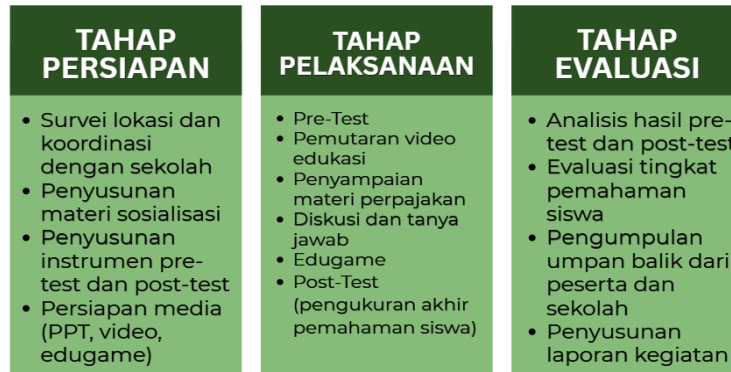 TAHAP
PERSIAPAN
• Survei lokasi dan
koordinasi
dengan sekolah
• Penyusunan
materi sosialisasi
• Penyusunan
instrumen pre-
test dan post-test
• Persiapan media
(PPT, video,
edugame)
TAHAP
PELAKSANAAN
• Pre-Test
• Pemutaran video
edukasi
• Penyampaian
materi perpajakan
• Diskusi dan tanya
jawab
• Edugame
• Post-Test
(pengukuran akhir
pemahaman siswa)
TAHAP
EVALUASI
• Analisis hasil pre-
test dan post-test
• Evaluasi tingkat
pemahaman
siswa
• Pengumpulan
umpan balik dari
peserta dan
sekolah
• Penyusunan
laporan kegiatan